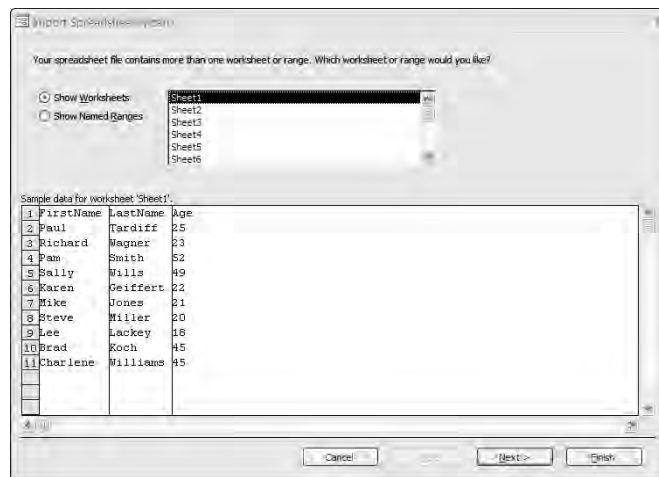 Import Spreadsheet Wizard
Your spreadsheet file contains more than one worksheet or range. Which worksheet or range would you like?
Show Worksheets
Show Named Ranges
Sheet1
Sheet2
Sheet3
Sheet4
Sheet5
Sheet6
Sample data for worksheet 'Sheet1'.
1 FirstName LastName Age
2 Paul Tardiff 25
3 Richard Wagner 23
4 Pam Smith 52
5 Sally Wills 49
6 Karen Geiffert 22
7 Mike Jones 21
8 Steve Miller 20
9 Lee Lackey 18
10 Brad Koch 45
11 Charlene Williams 45
Cancel Next > Finish